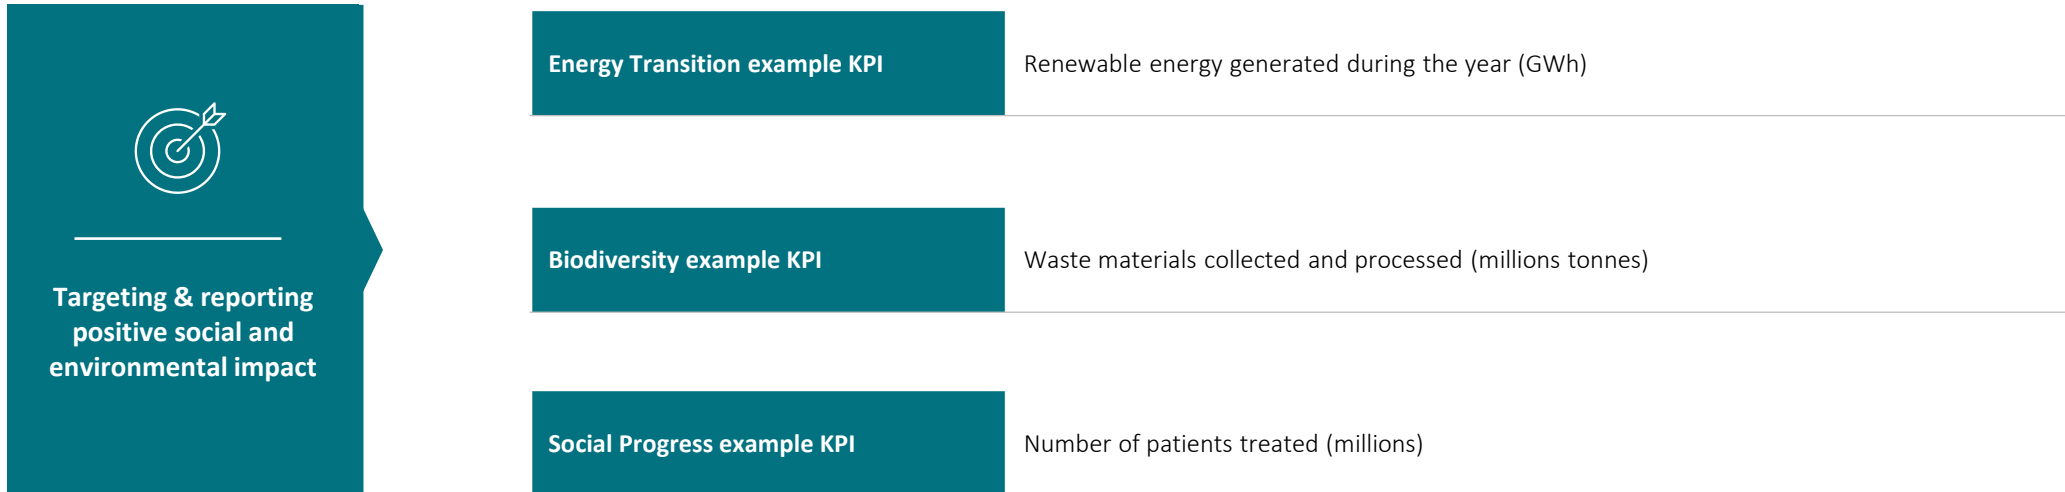 Targeting & reporting
positive social and
environmental impact
Energy Transition example KPI
Renewable energy generated during the year (GWh)
Biodiversity example KPI
Waste materials collected and processed (millions tonnes)
Social Progress example KPI
Number of patients treated (millions)